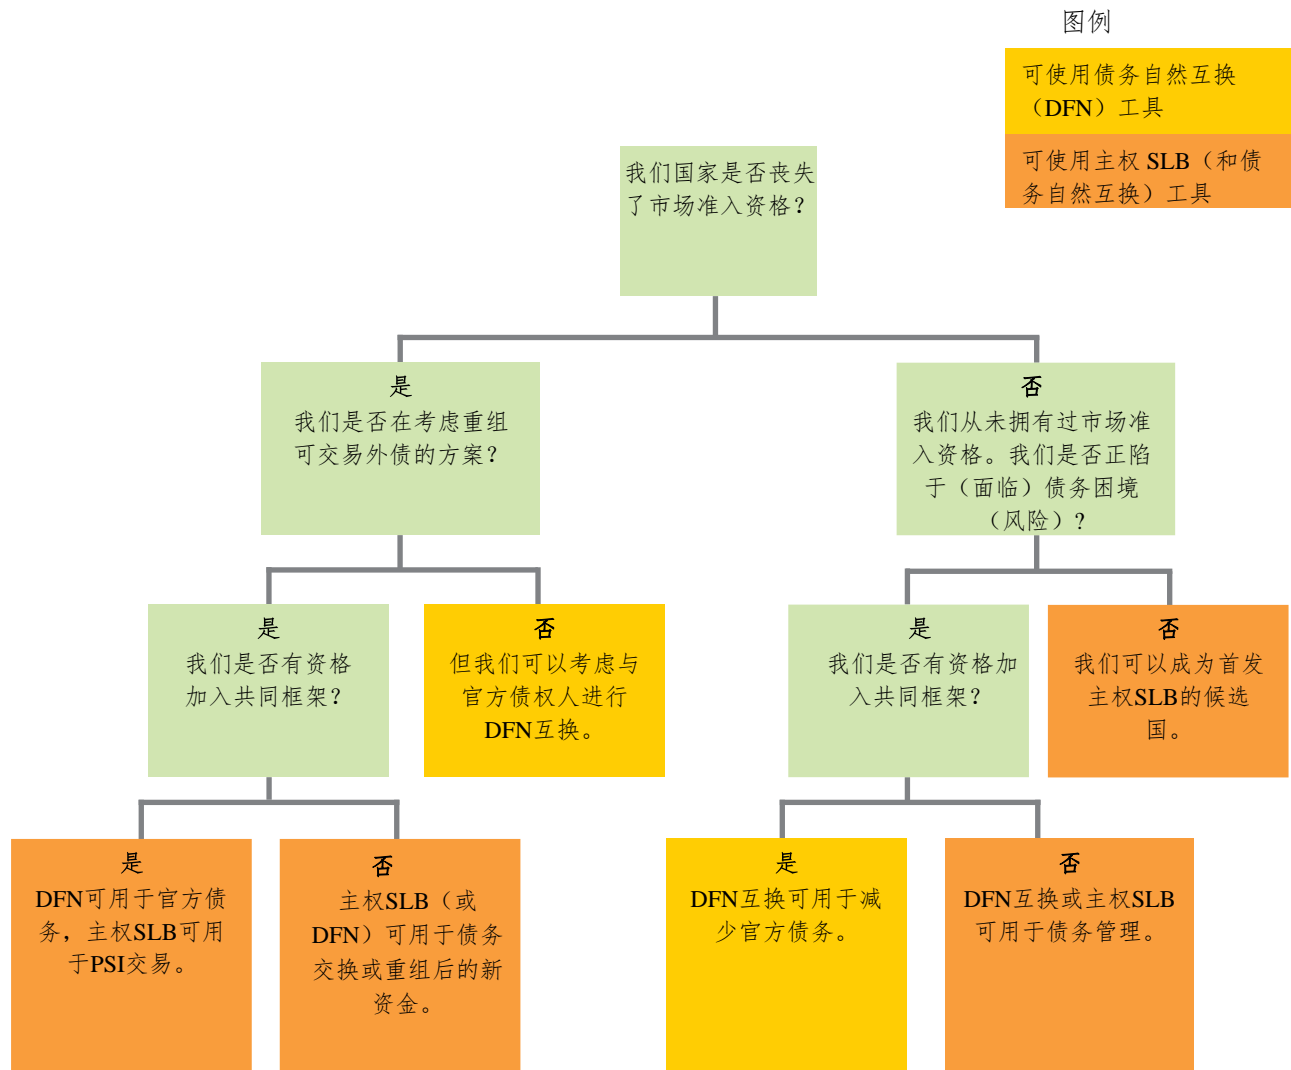 图例
可使用债务自然互换
（DFN）工具
可使用主权 SLB（和债
务自然互换）工具
我们国家是否丧失
了市场准入资格？
是
我们是否在考虑重组
可交易外债的方案？
否
我们从未拥有过市场准
入资格。我们是否正陷
于（面临）债务困境
（风险）?
是
我们是否有资格
加入共同框架？
否
但我们可以考虑与
官方债权人进行
DFN互换。
是
我们是否有资格加
入共同框架？
否
我们可以成为首发
主权SLB的候选
国。
是
DFN可用于官方债
务，主权SLB可用
于PSI交易。
否
主权SLB（或
DFN）可用于债务
交换或重组后的新
资金。
是
DFN互换可用于减
少官方债务。
否
DFN互换或主权SLB
可用于债务管理。